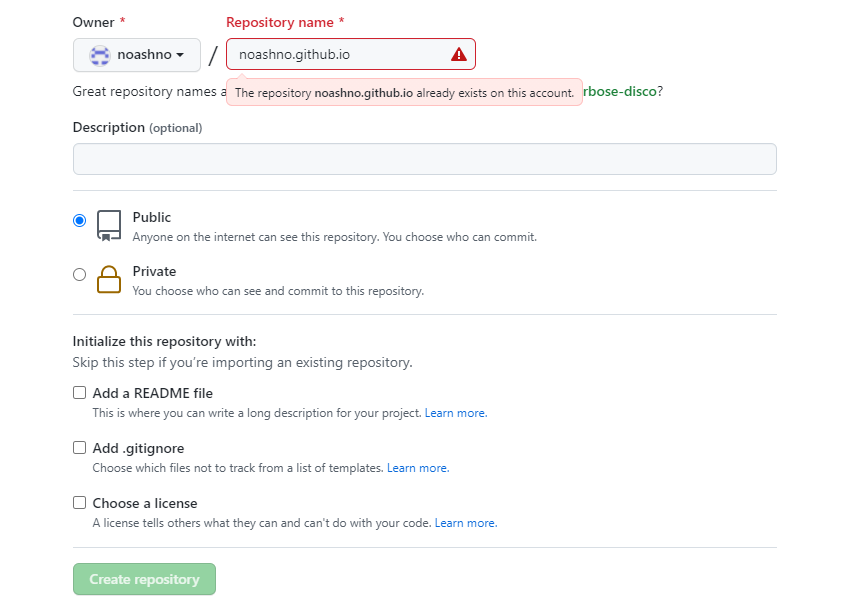 Owner * Repository name *
noashno / noashno.github.io
Great repository names a rbose-disco?
The repository noashno.github.io already exists on this account.
Description (optional)
Public
Anyone on the internet can see this repository. You choose who can commit.
Private
You choose who can see and commit to this repository.
Initialize this repository with:
Skip this step if you're importing an existing repository.
Add a README file
This is where you can write a long description for your project. Learn more.
Add .gitignore
Choose which files not to track from a list of templates. Learn more.
Choose a license
A license tells others what they can and can't do with your code. Learn more.
Create repository